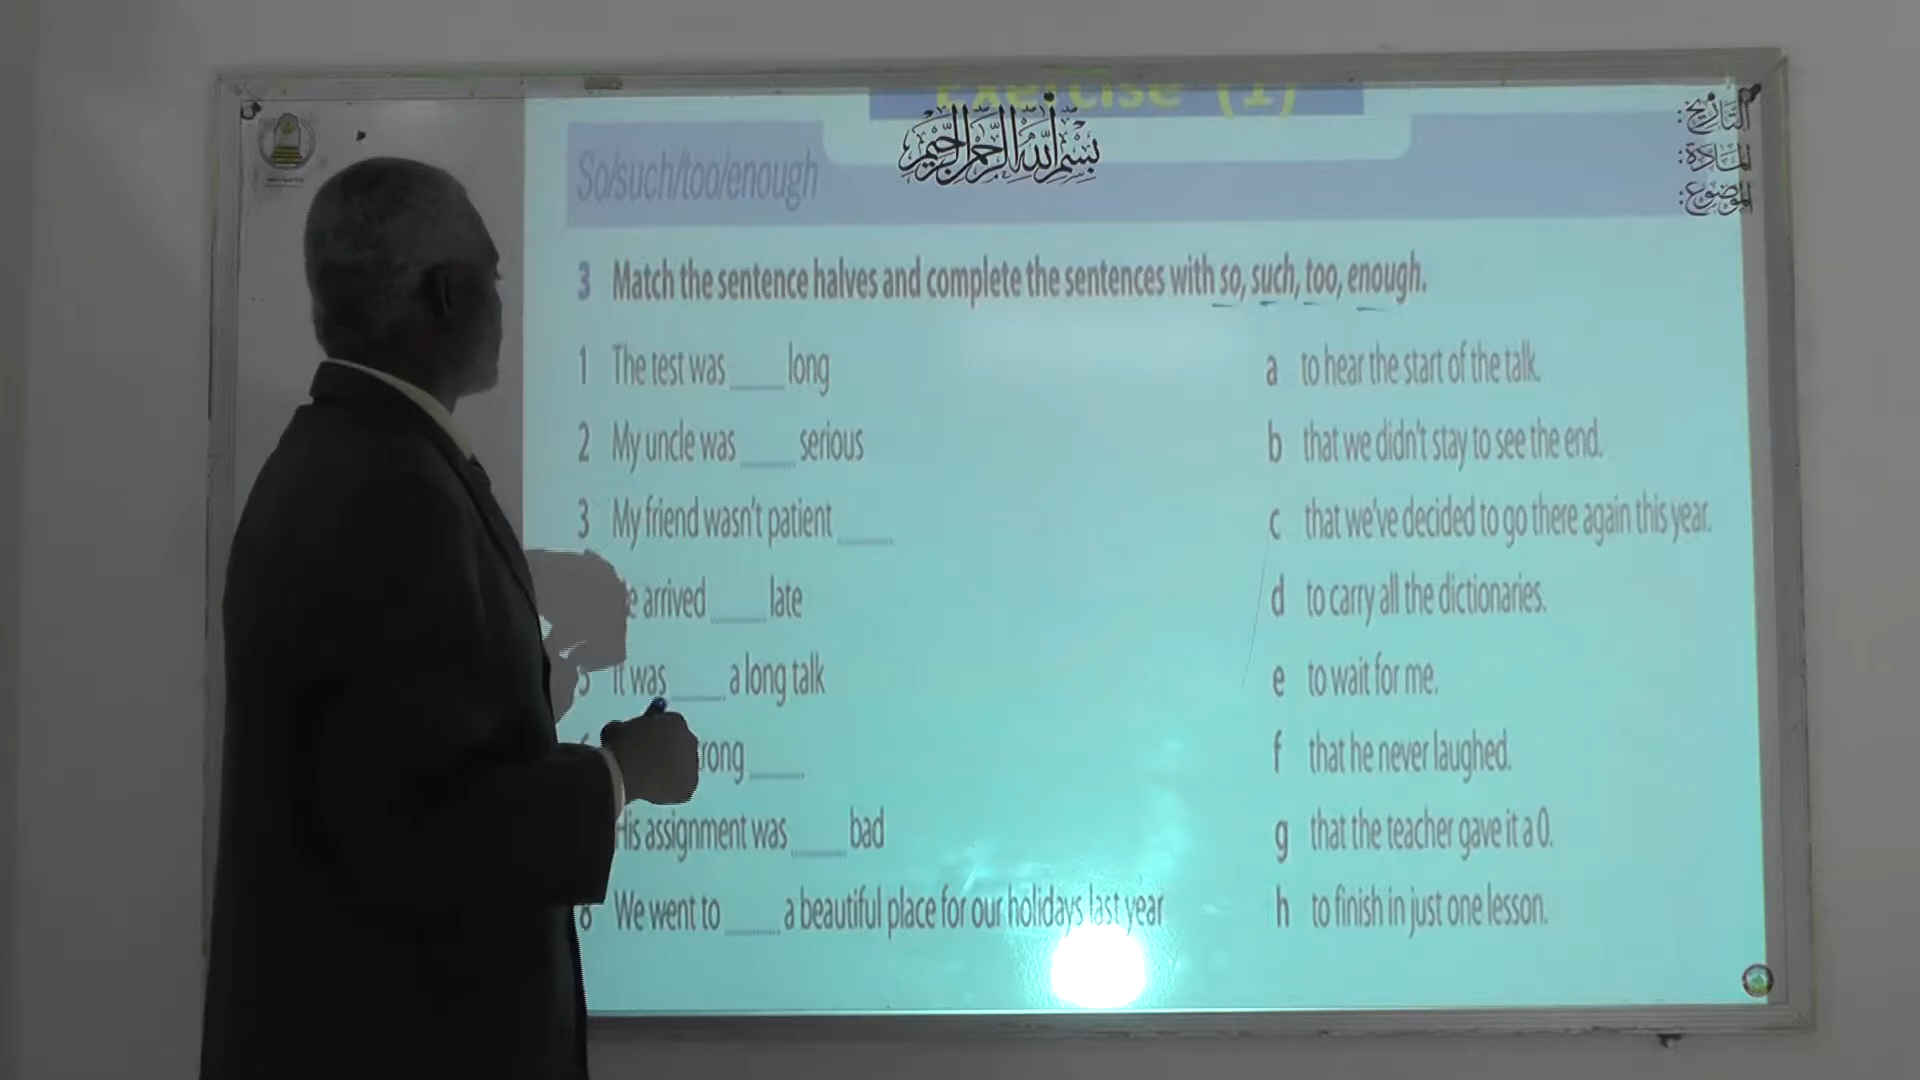 Exercise (1)
بسم الله الرحمن الرحيم
التاريخ:
المادة:
الموضوع:
So/such/too/enough
3 Match the sentence halves and complete the sentences with so, such, too, enough.
1 The test was ____ long
2 My uncle was ____ serious
3 My friend wasn't patient ____
e arrived ____ late
5 It was ____ a long talk
rong ____
His assignment was ____ bad
8 We went to ____ a beautiful place for our holidays last year
a to hear the start of the talk.
b that we didn't stay to see the end.
c that we've decided to go there again this year.
d to carry all the dictionaries.
e to wait for me.
f that he never laughed.
g that the teacher gave it a 0.
h to finish in just one lesson.